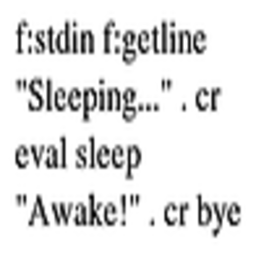 f:stdin f:getline
"Sleeping..." . cr
eval sleep
"Awake!" . cr bye